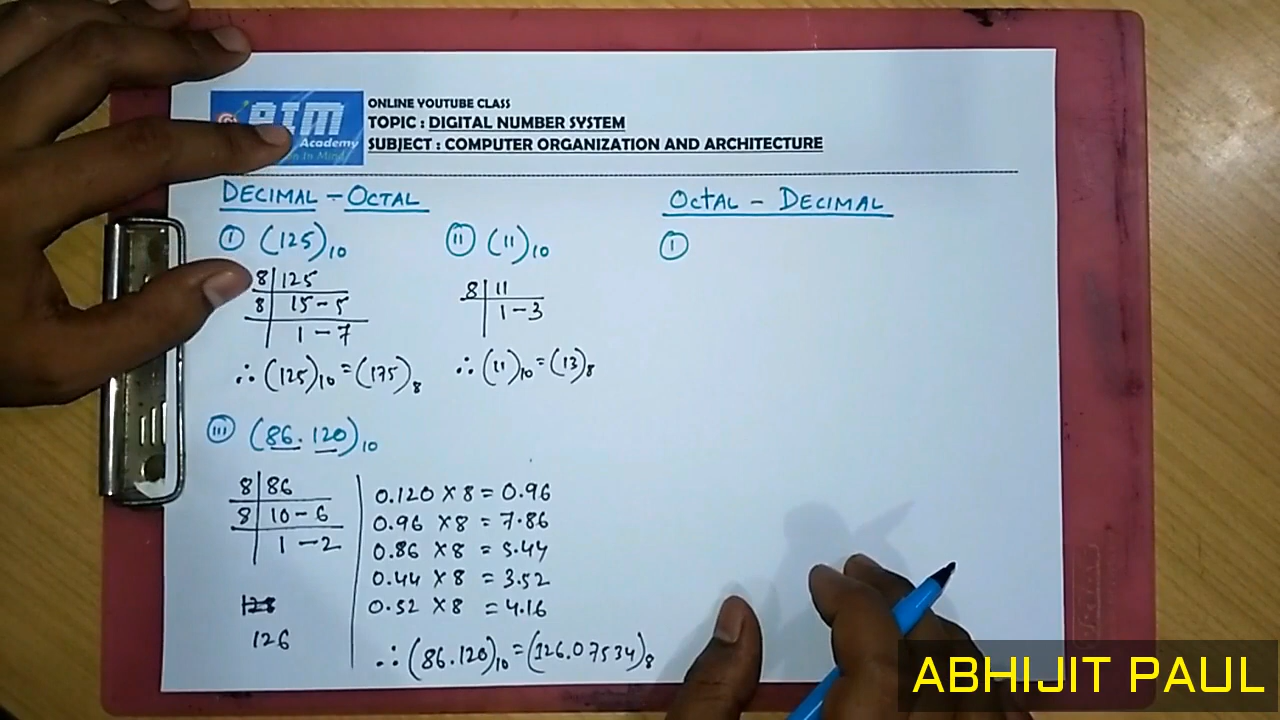 AIM
Academy
ONLINE YOUTUBE CLASS
TOPIC : DIGITAL NUMBER SYSTEM
SUBJECT : COMPUTER ORGANIZATION AND ARCHITECTURE
DECIMAL - OCTAL
I (125)10
8 | 125
8 | 15 - 5
1 - 7
∴ (125)10 = (175)8
II (11)10
8 | 11
1 - 3
∴ (11)10 = (13)8
III (86.120)10
8 | 86
8 | 10 - 6
1 - 2
126
0.120 × 8 = 0.96
0.96 × 8 = 7.86
0.86 × 8 = 5.44
0.44 × 8 = 3.52
0.52 × 8 = 4.16
∴ (86.120)10 = (126.07534)8
OCTAL - DECIMAL
I
ABHIJIT PAUL